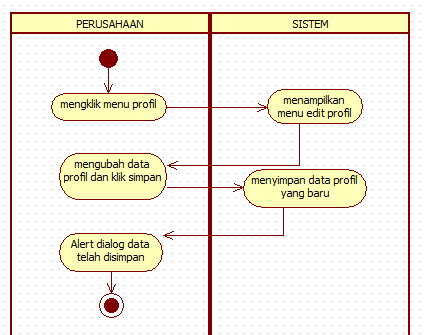 PERUSAHAAN
SISTEM
mengklik menu profil
menampilkan
menu edit profil
mengubah data
profil dan klik simpan
menyimpan data profil
yang baru
Alert dialog data
telah disimpan